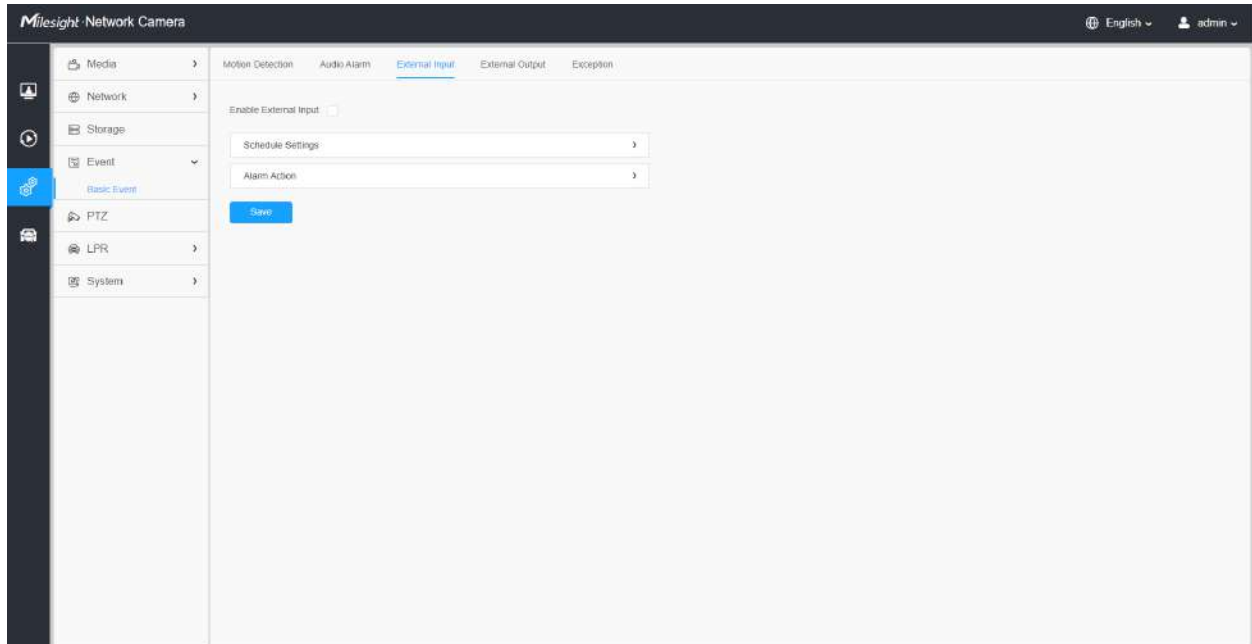 Milesight Network Camera
English
admin
Media
Network
Storage
Event
Basic Event
PTZ
LPR
System
Motion Detection
Audio Alarm
External Input
External Output
Exception
Enable External Input
Schedule Settings
Alarm Action
Save